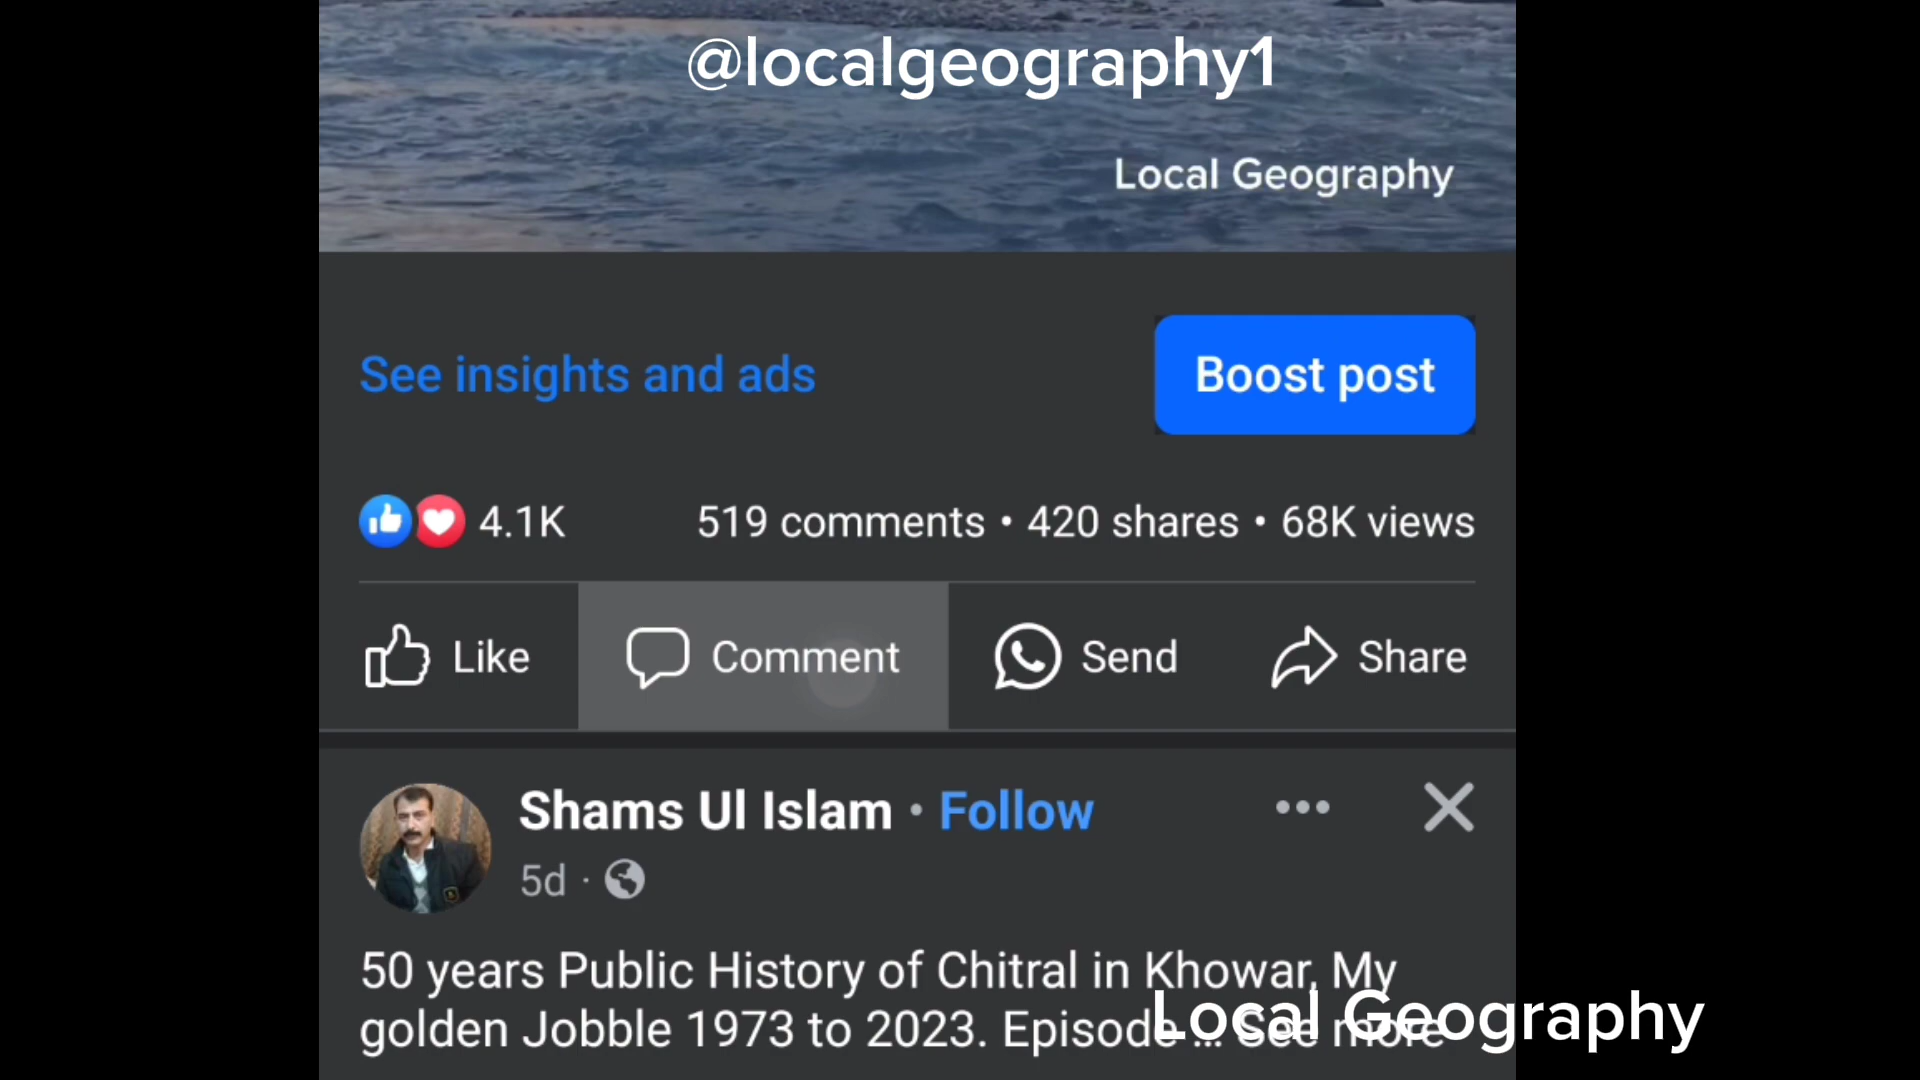 @localgeography1
Local Geography
See insights and ads
Boost post
4.1K
519 comments • 420 shares • 68K views
Like
Comment
Send
Share
Shams Ul Islam • Follow
5d ·
50 years Public History of Chitral in Khowar, My
golden Jobble 1973 to 2023. Episode ... See more
Local Geography